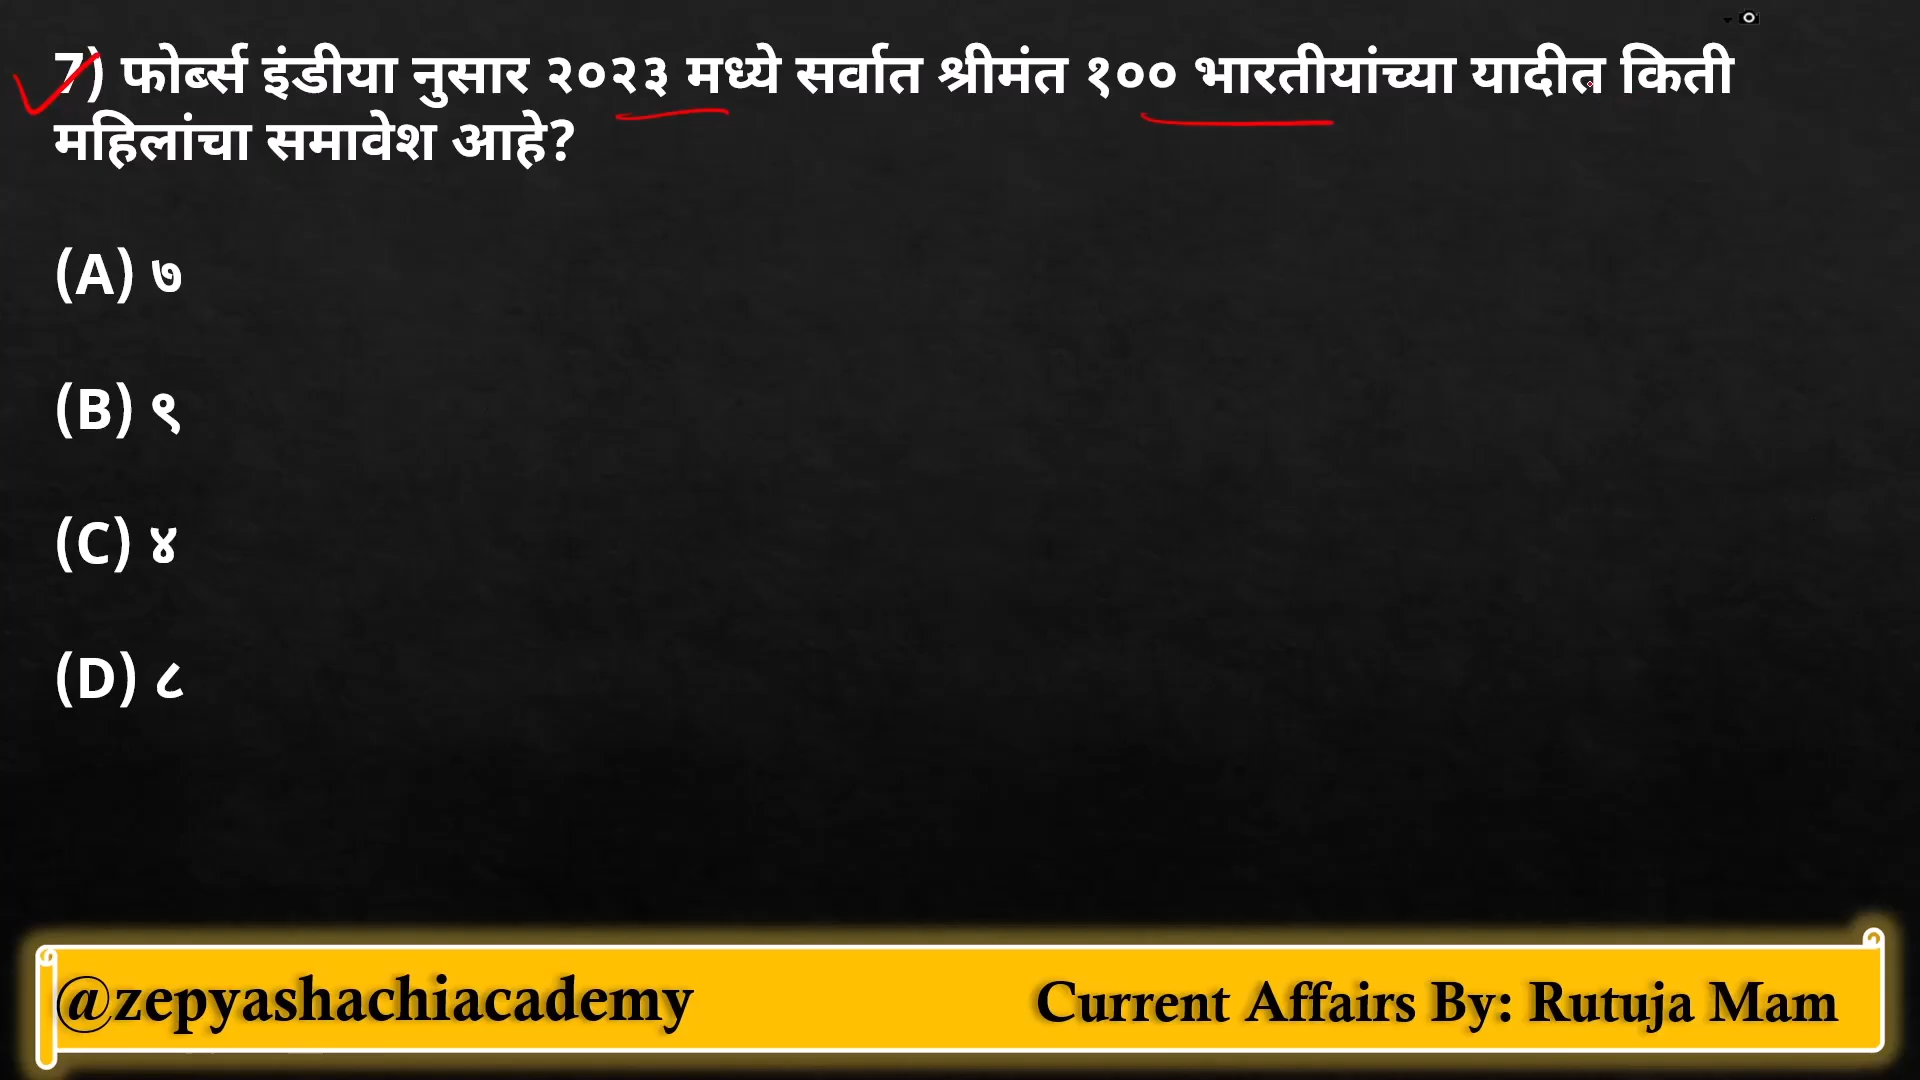 7) फोर्ब्स इंडीया नुसार २०२३ मध्ये सर्वात श्रीमंत १०० भारतीयांच्या यादीत किती
महिलांचा समावेश आहे?
(A) ७
(B) ९
(C) ४
(D) ८
@zepyashachiacademy Current Affairs By: Rutuja Mam